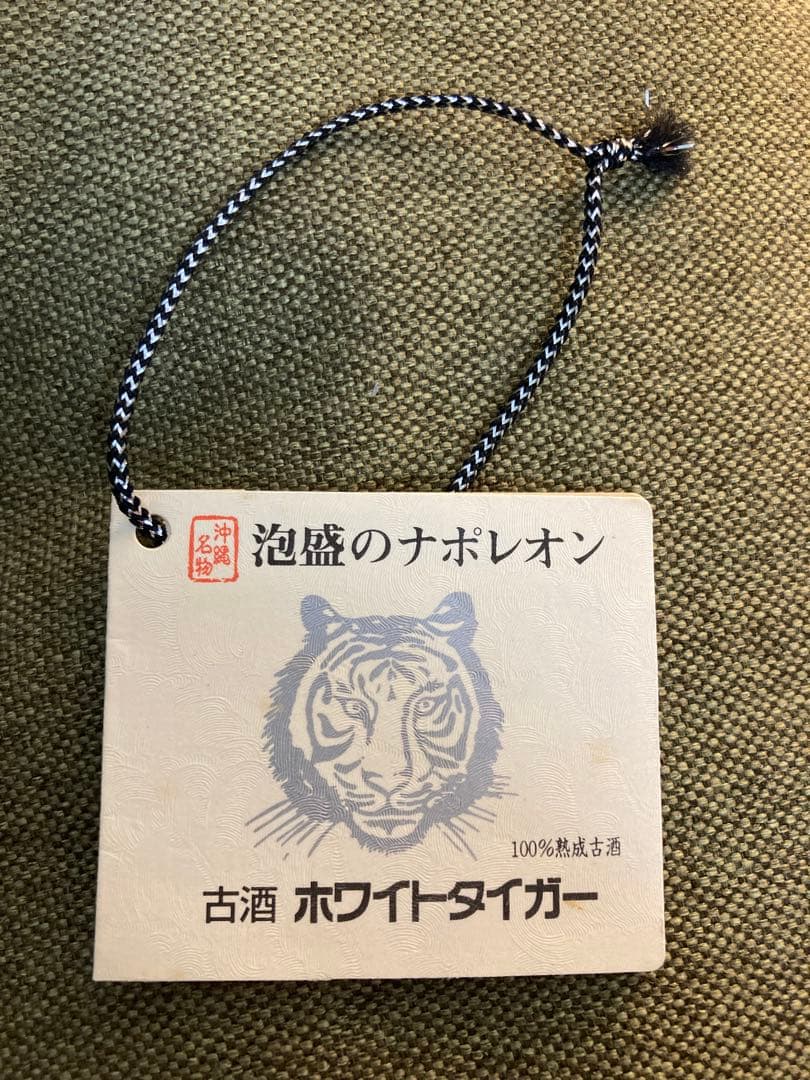 沖縄名物
泡盛のナポレオン
100%熟成古酒
古酒 ホワイトタイガー